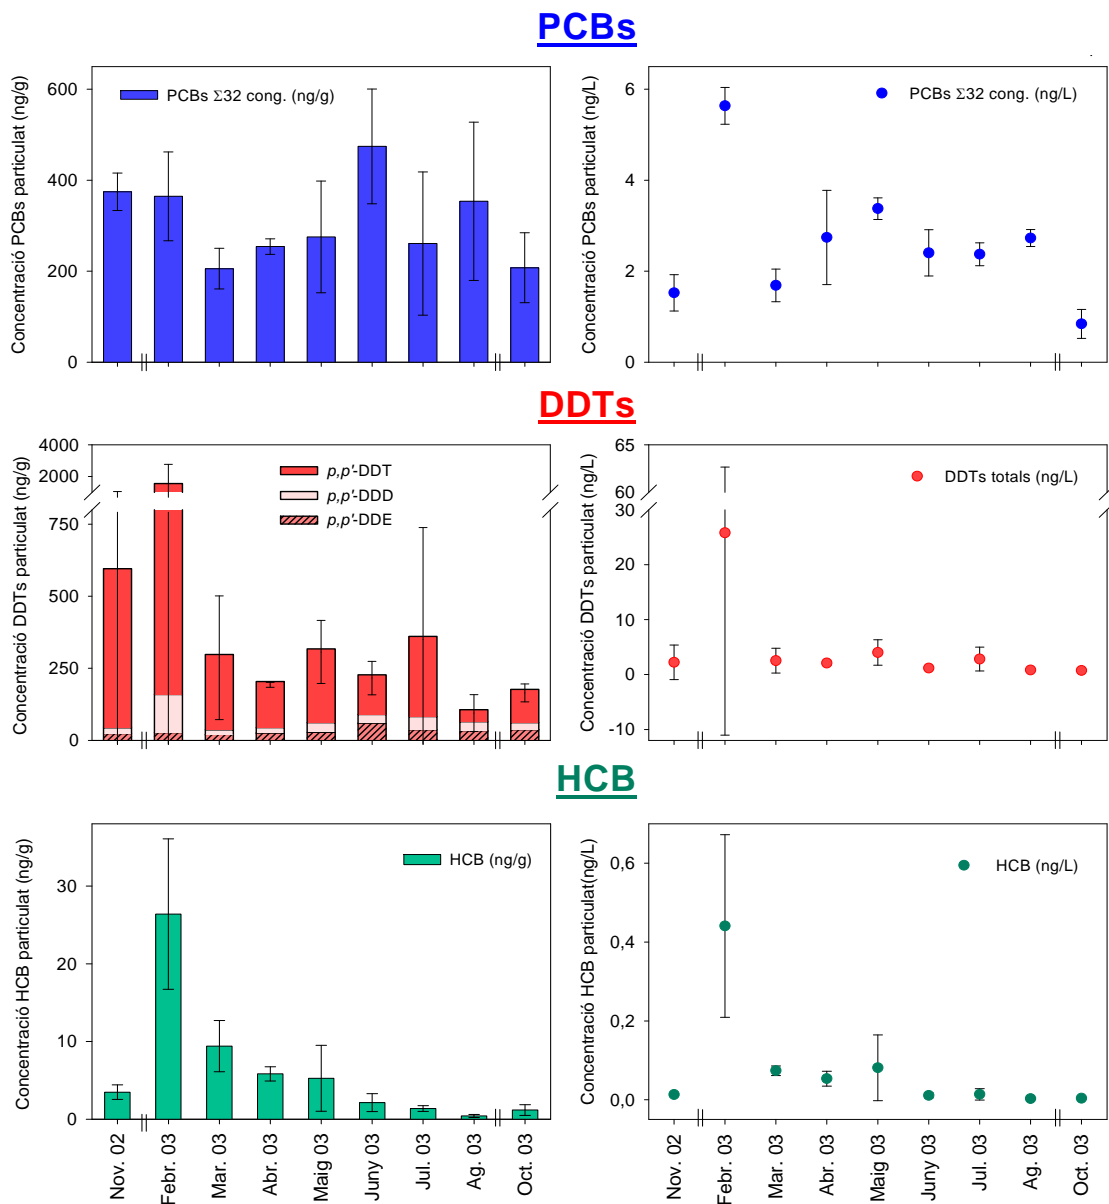 PCBs
Concentració PCBs particulat (ng/g)
600
400
200
0
PCBs Σ32 cong. (ng/g)
Concentració PCBs particulat (ng/L)
6
4
2
0
PCBs Σ32 cong. (ng/L)
DDTs
Concentració DDTs particulat (ng/g)
4000
2000
750
500
250
0
p,p'-DDT
p,p'-DDD
p,p'-DDE
Concentració DDTs particulat (ng/L)
65
60
30
20
10
0
-10
DDTs totals (ng/L)
HCB
Concentració HCB particulat (ng/g)
30
20
10
0
HCB (ng/g)
Nov. 02
Febr. 03
Mar. 03
Abr. 03
Maig 03
Juny 03
Jul. 03
Ag. 03
Oct. 03
Concentració HCB particulat(ng/L)
0,6
0,4
0,2
0,0
HCB (ng/L)
Nov. 02
Febr. 03
Mar. 03
Abr. 03
Maig 03
Juny 03
Jul. 03
Ag. 03
Oct. 03